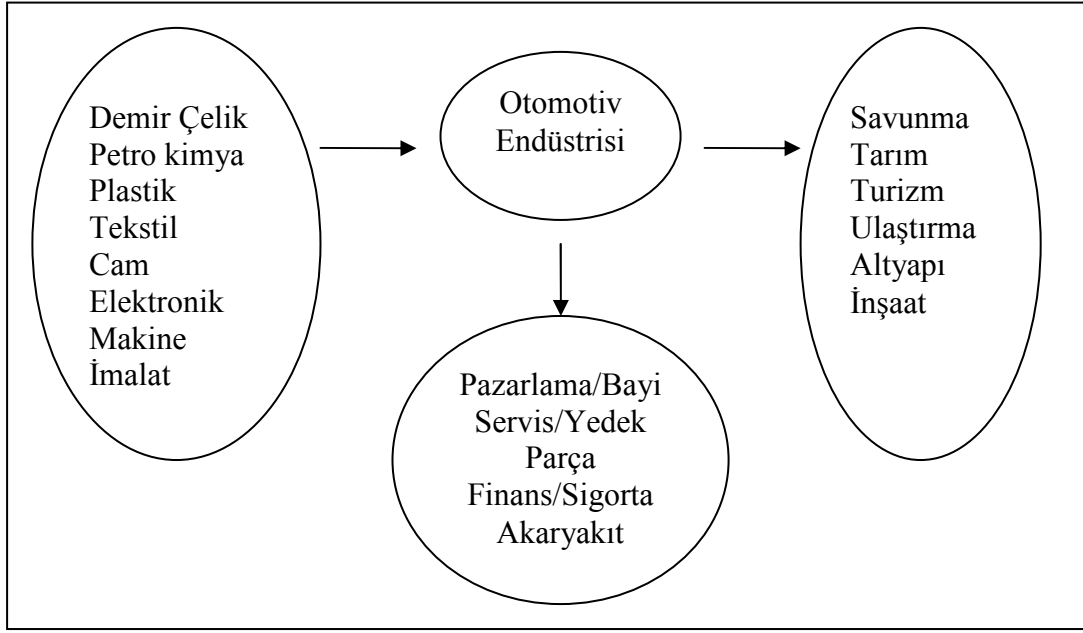 Demir Çelik
Petro kimya
Plastik
Tekstil
Cam
Elektronik
Makine
İmalat
Otomotiv
Endüstrisi
Savunma
Tarım
Turizm
Ulaştırma
Altyapı
İnşaat
Pazarlama/Bayi
Servis/Yedek
Parça
Finans/Sigorta
Akaryakıt